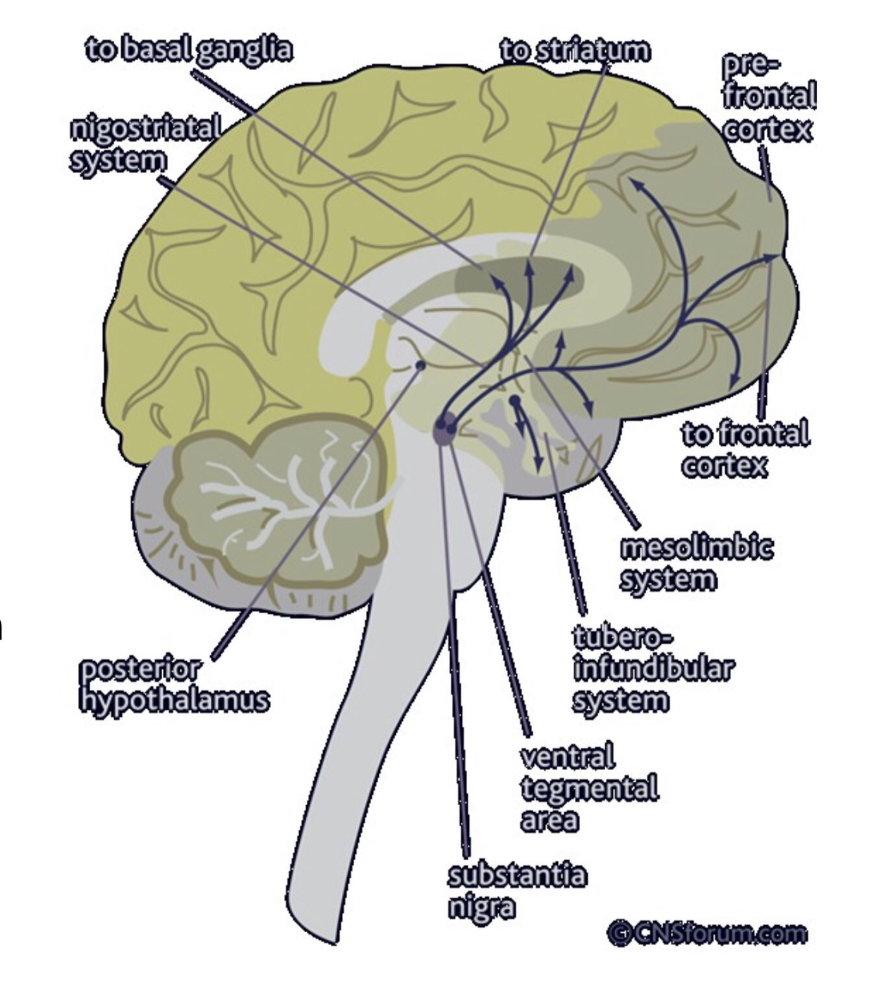 to basal ganglia
to striatum
pre-
frontal
cortex
nigostriatal
system
to frontal
cortex
mesolimbic
system
tubero-
infundibular
system
posterior
hypothalamus
ventral
tegmental
area
substantia
nigra
©CNSforum.com